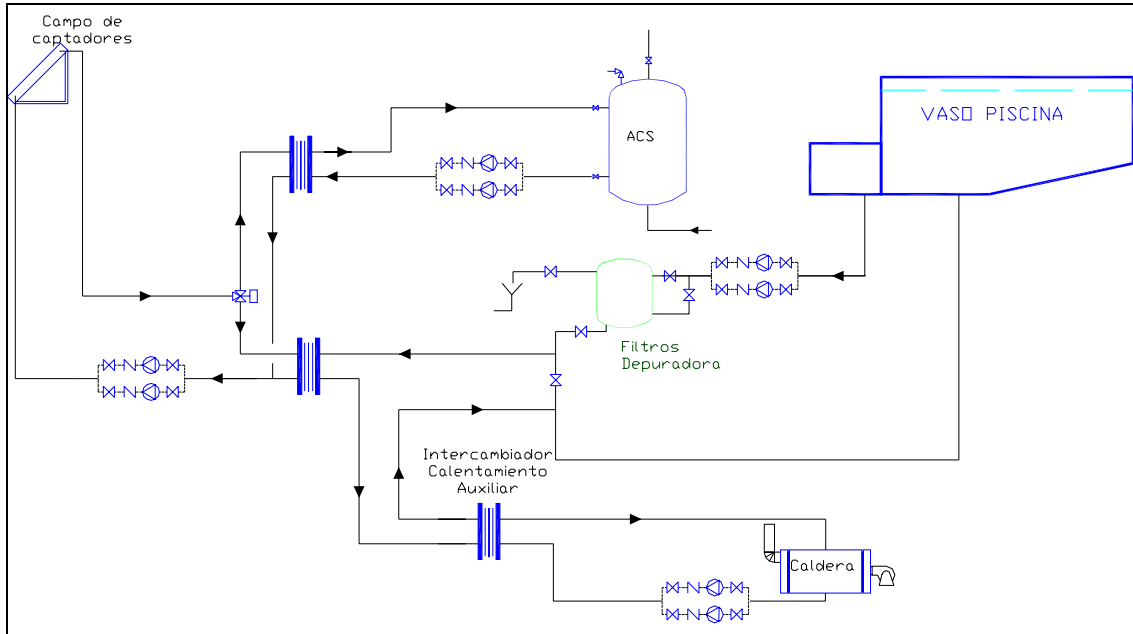 Campo de
captadores
ACS
VASO PISCINA
Filtros
Depuradora
Intercambiador
Calentamiento
Auxiliar
Caldera